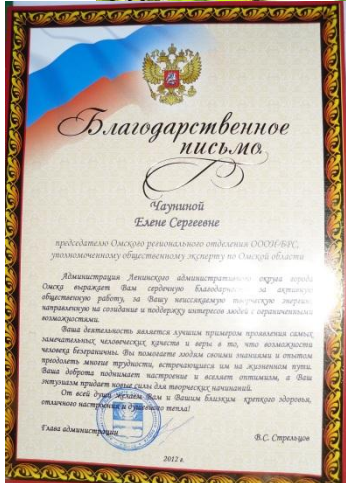 Благодарственное
письмо
Чауниной
Елене Сергеевне
председателю Омского регионального отделения ОООИ-БРС,
уполномоченному общественному эксперту по Омской области
Администрация Ленинского административного округа города
Омска выражает Вам сердечную Благодарность за активную
общественную работу, за Вашу неиссякаемую творческую энергию,
направленную на созидание и поддержку интересов людей с ограниченными
возможностями.
Ваша деятельность является лучшим примером проявления самых
замечательных человеческих качеств и веры в то, что возможности
человека безграничны. Вы помогаете людям своими знаниями и опытом
преодолеть многие трудности, встречающиеся им на жизненном пути.
Ваша доброта поднимает настроение и вселяет оптимизм, а Ваш
энтузиазм придает новые силы для творческих начинаний.
От всей души желаем Вам и Вашим близким крепкого здоровья,
отличного настроения и душевного тепла!
Глава администрации
В.С. Стрельцов
2012 г.